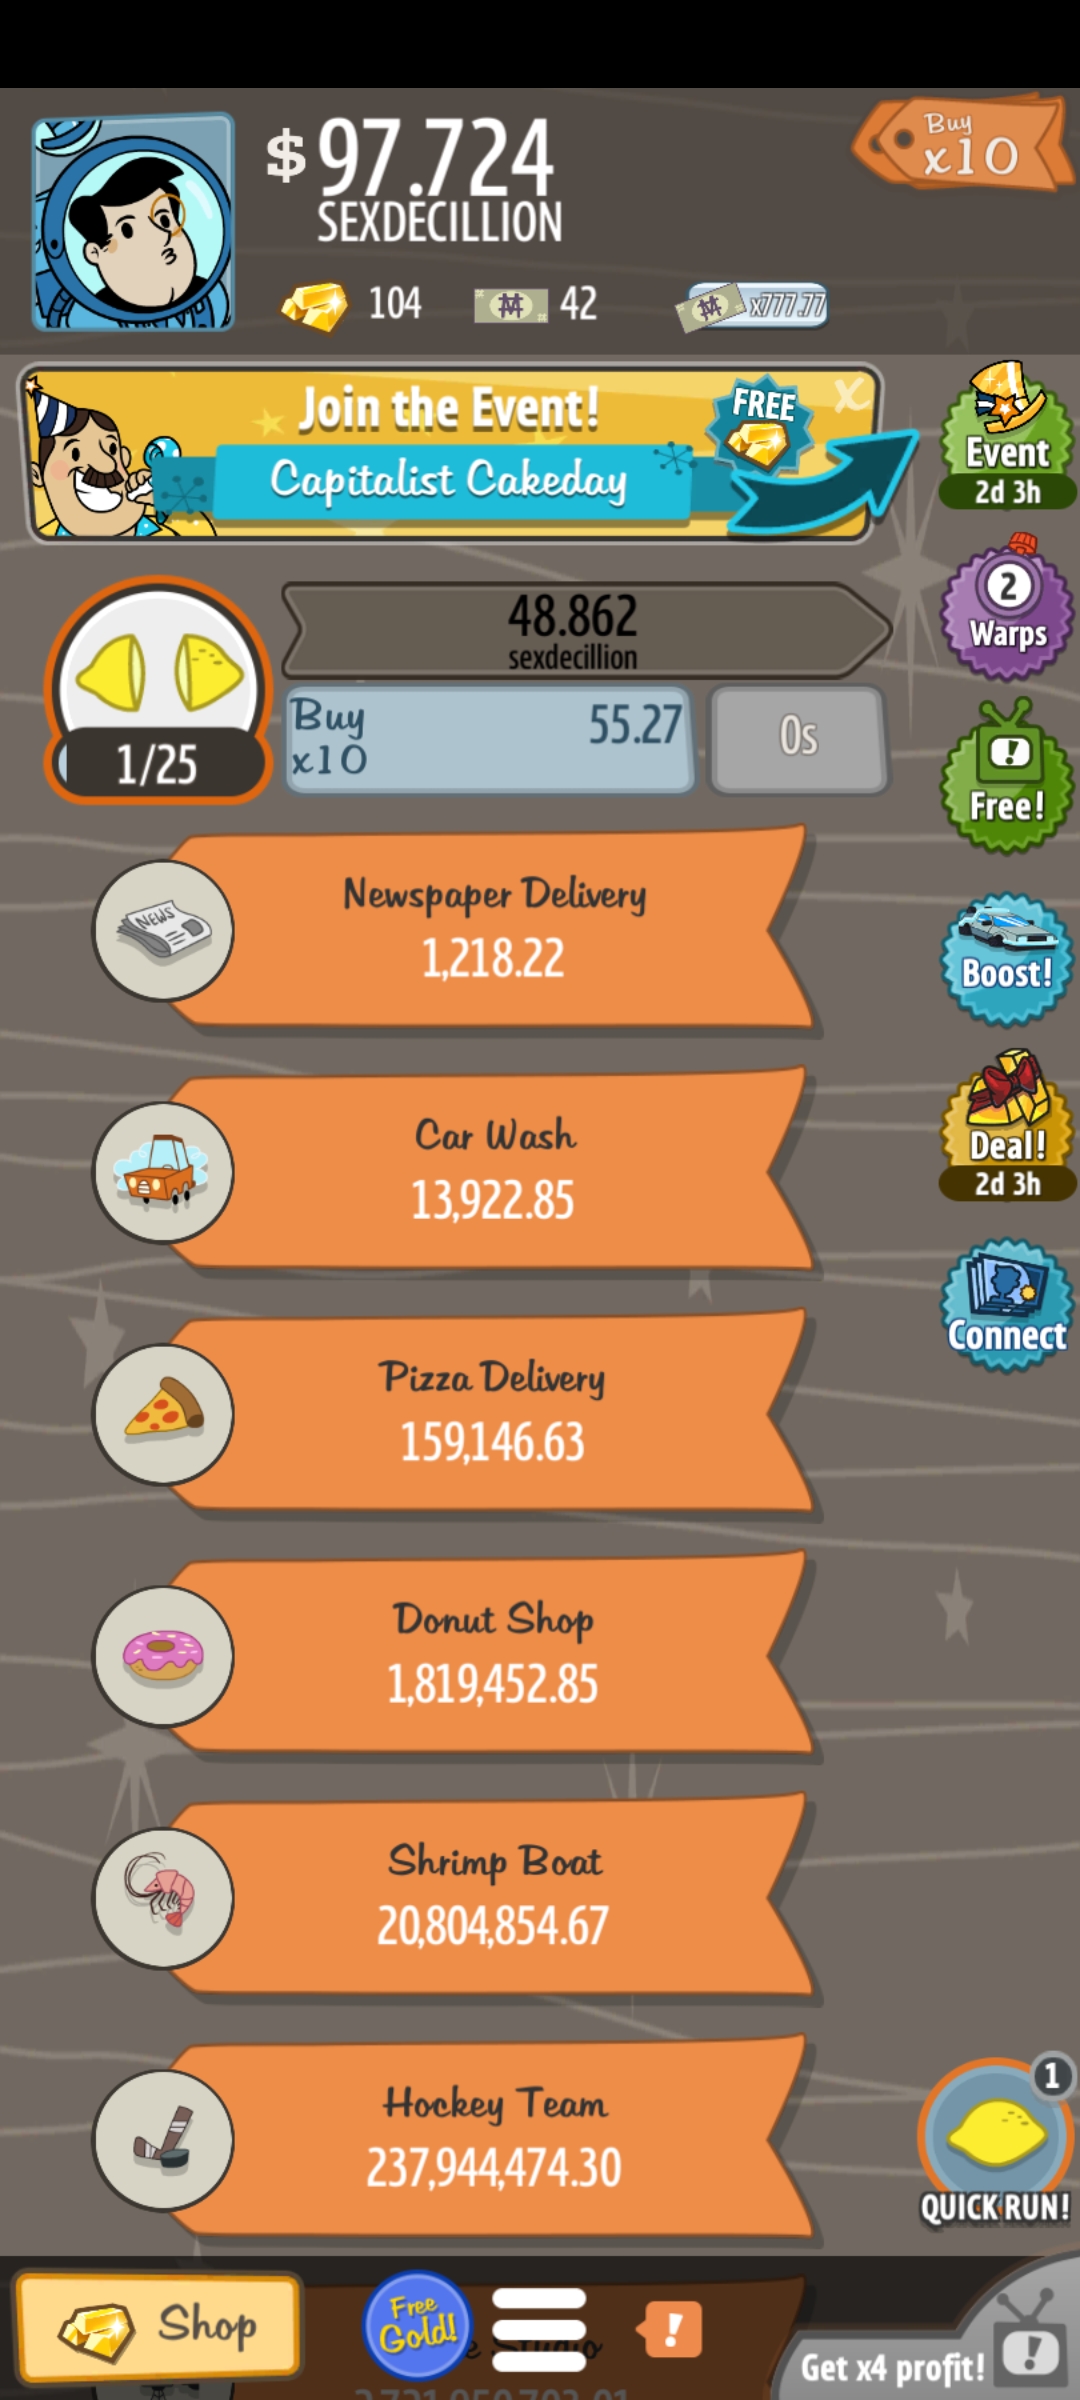 $97.724
SEXDECILLION
Buy
x10
104
42
x777.77
Join the Event!
Capitalist Cakeday
FREE
X
Event
2d 3h
48.862
sexdecillion
Buy
x10
55.27
0s
1/25
2
Warps
!
Free!
Newspaper Delivery
1,218.22
NEWS
Boost!
Car Wash
13,922.85
Deal!
2d 3h
Connect
Pizza Delivery
159,146.63
Donut Shop
1,819,452.85
Shrimp Boat
20,804,854.67
Hockey Team
237,944,474.30
1
QUICK RUN!
Shop
Free
Gold!
!
Get x4 profit!
!